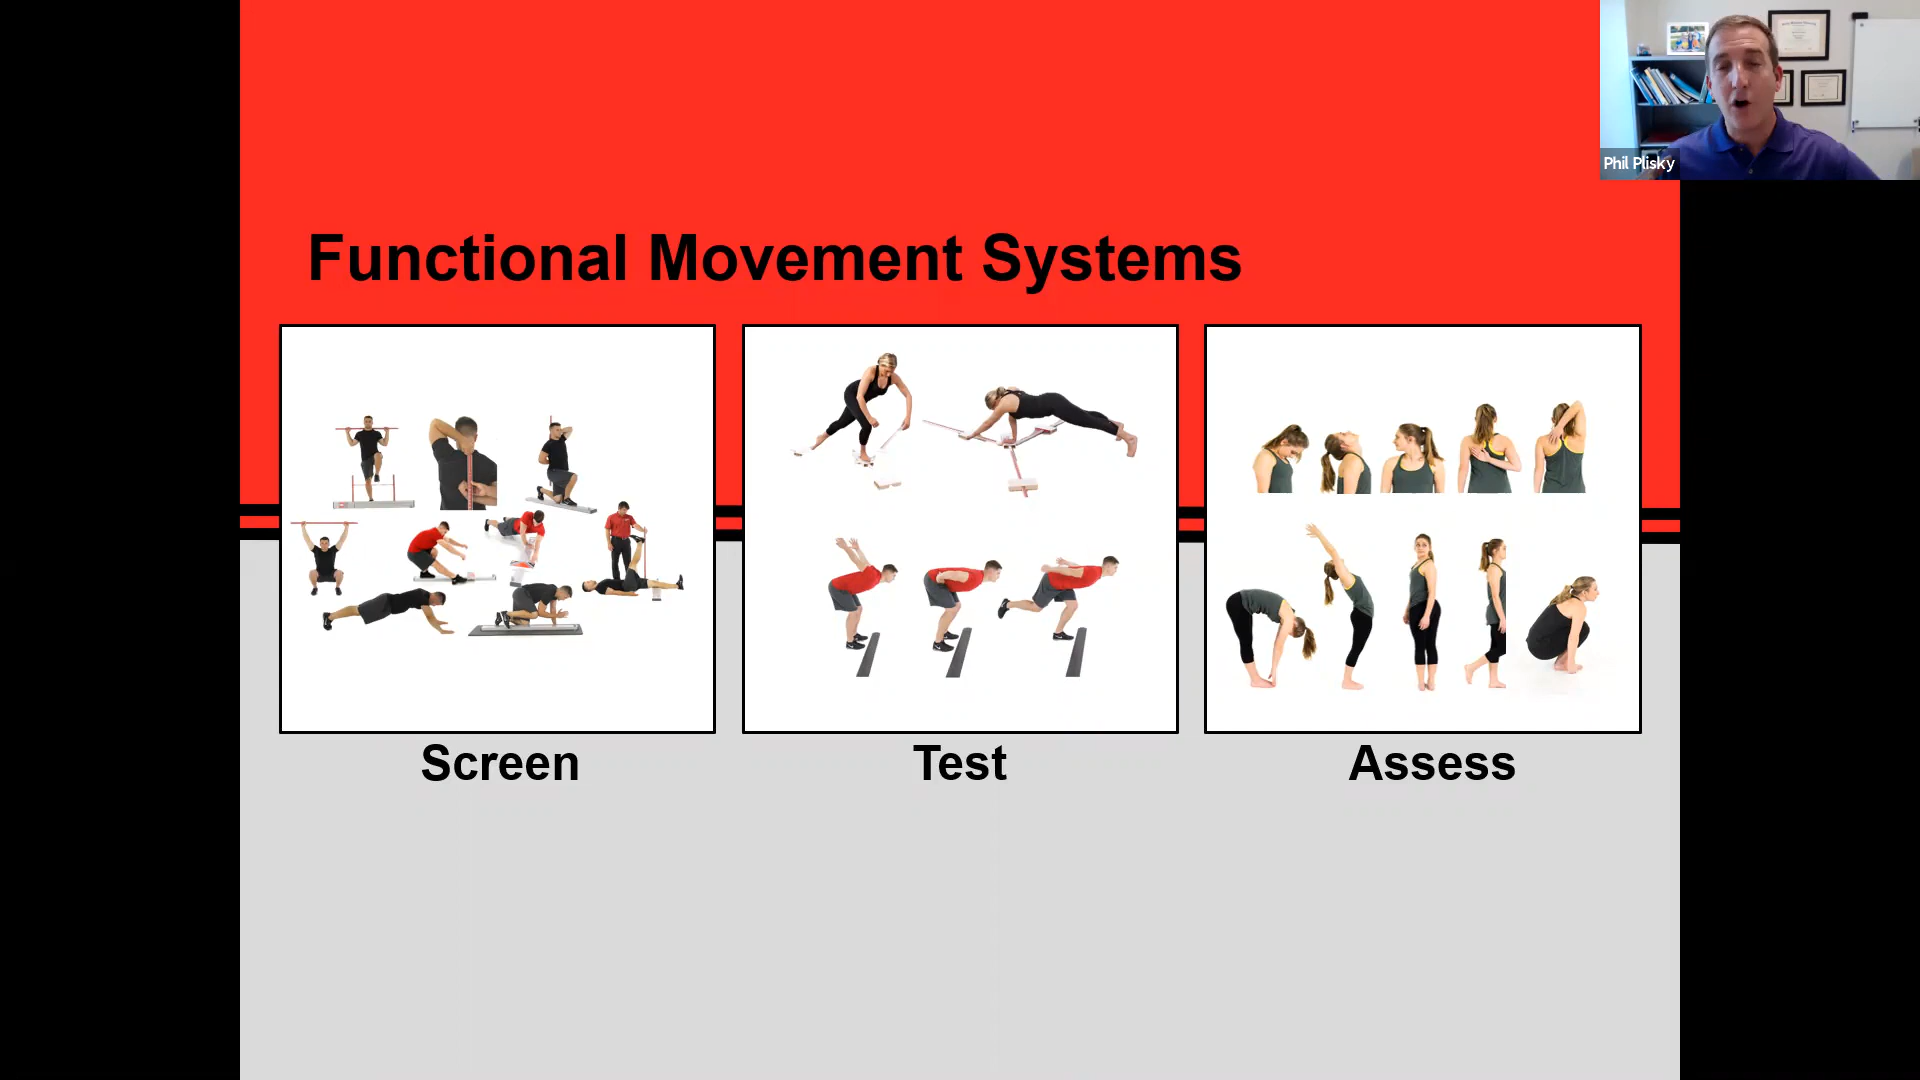 Phil Plisky
Functional Movement Systems
Screen
Test
Assess